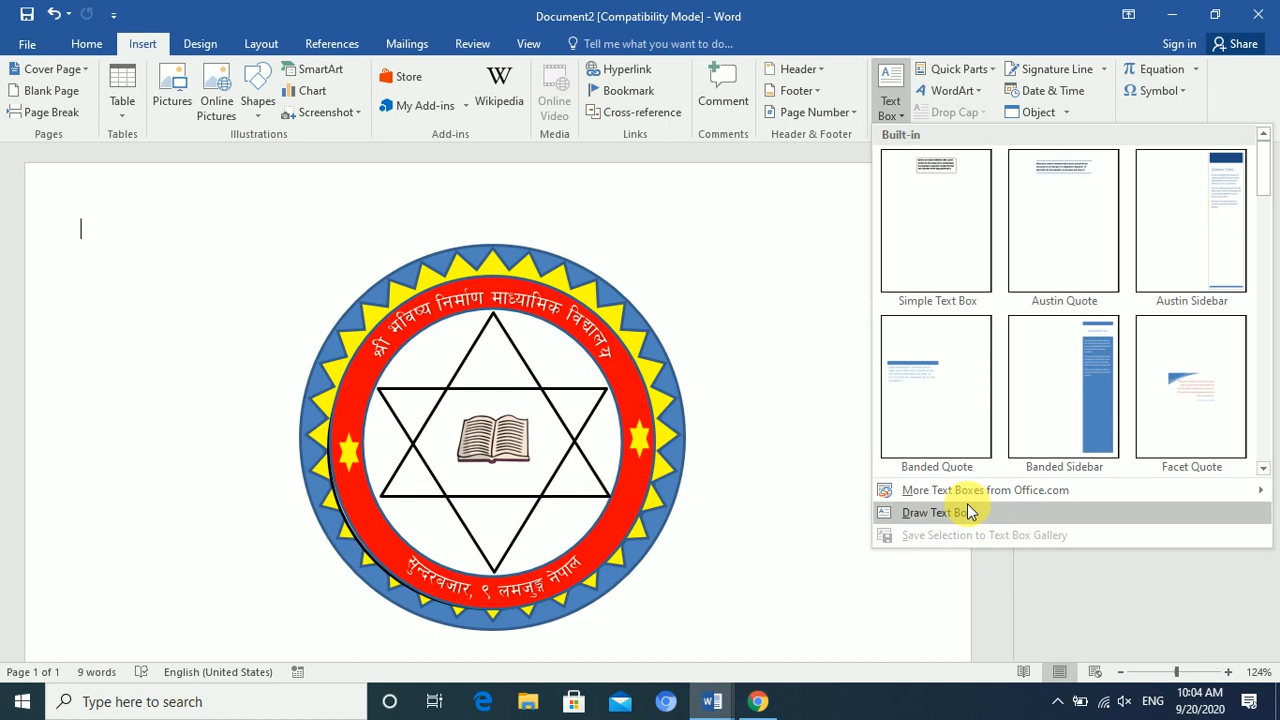 Document2 [Compatibility Mode] - Word
File Home Insert Design Layout References Mailings Review View Tell me what you want to do... Sign in Share
Cover Page
Blank Page
Page Break
Pages
Table
Tables
Pictures
Online Pictures
Shapes
SmartArt
Chart
Screenshot
Illustrations
Store
My Add-ins
W
Wikipedia
Add-ins
Online Video
Media
Hyperlink
Bookmark
Cross-reference
Links
Comment
Comments
Header
Footer
Page Number
Header & Footer
Text Box
Quick Parts
WordArt
Drop Cap
Signature Line
Date & Time
Object
Equation
Symbol
Built-in
Simple Text Box Austin Quote Austin Sidebar
Banded Quote Banded Sidebar Facet Quote
More Text Boxes from Office.com
Draw Text Box
Save Selection to Text Box Gallery
श्री भविष्य निर्माण माध्यामिक विद्यालय
सुन्दरबजार, ९ लमजुङ्ग नेपाल
Page 1 of 1 9 words English (United States) 124%
Type here to search
ENG
10:04 AM
9/20/2020